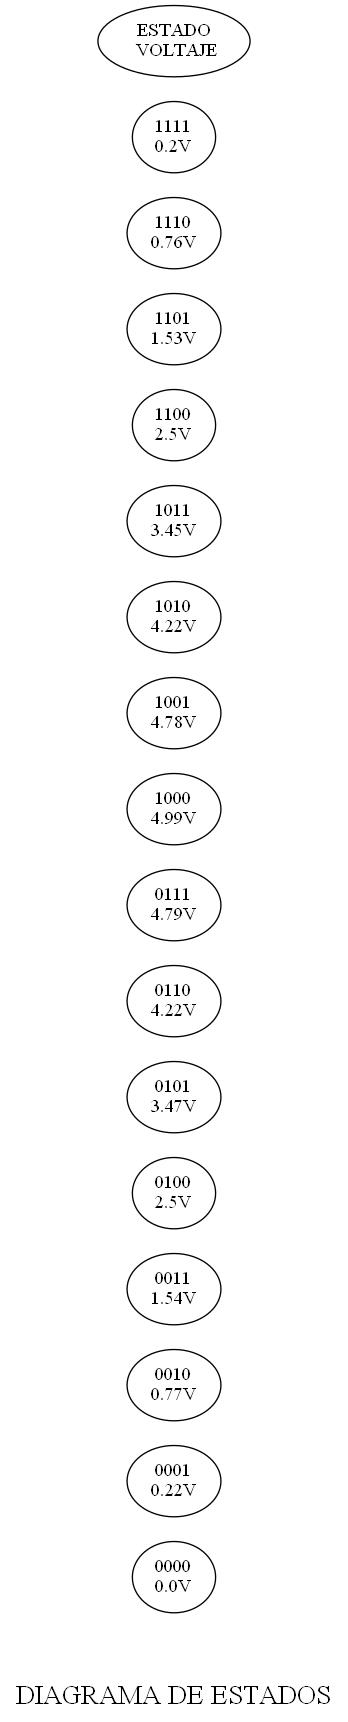 ESTADO
VOLTAJE
1111
0.2V
1110
0.76V
1101
1.53V
1100
2.5V
1011
3.45V
1010
4.22V
1001
4.78V
1000
4.99V
0111
4.79V
0110
4.22V
0101
3.47V
0100
2.5V
0011
1.54V
0010
0.77V
0001
0.22V
0000
0.0V
DIAGRAMA DE ESTADOS